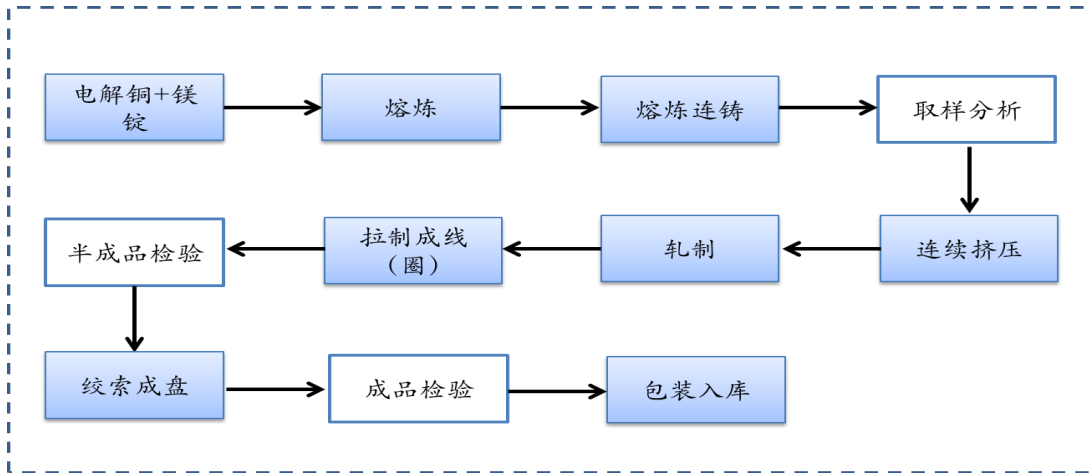 电解铜+镁
锭
熔炼
熔炼连铸
取样分析
半成品检验
拉制成线
（圈）
轧制
连续挤压
绞索成盘
成品检验
包装入库